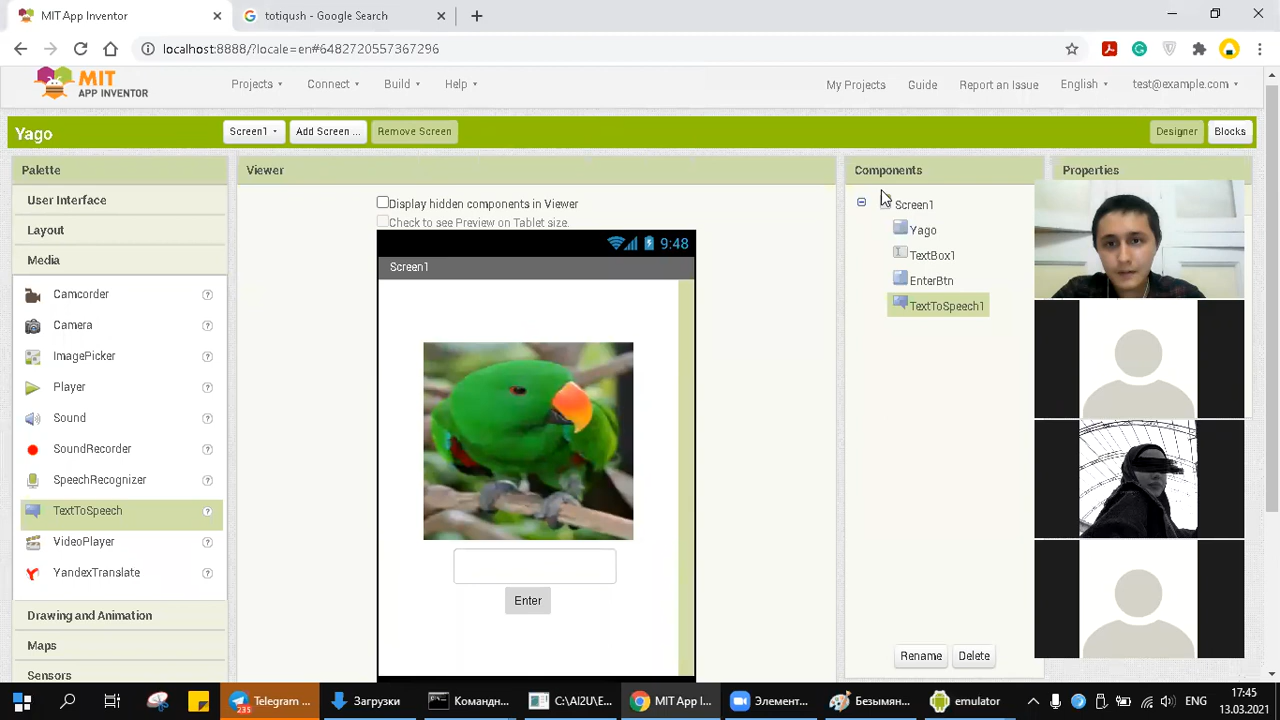 MIT App Inventor
totiqush - Google Search
localhost:8888/?locale=en#6482720557367296
MIT
APP INVENTOR
Projects
Connect
Build
Help
My Projects
Guide
Report an Issue
English
test@example.com
Yago
Screen1
Add Screen ...
Remove Screen
Designer
Blocks
Palette
Viewer
Components
Properties
User Interface
Layout
Media
Camcorder
Camera
ImagePicker
Player
Sound
SoundRecorder
SpeechRecognizer
TextToSpeech
VideoPlayer
YandexTranslate
Drawing and Animation
Maps
Sensors
Display hidden components in Viewer
Check to see Preview on Tablet size.
9:48
Screen1
Enter
Screen1
Yago
TextBox1
EnterBtn
TextToSpeech1
Rename
Delete
Telegram ...
235
Загрузки
Командн...
C:\AI2U\E...
MIT App I...
Элемент...
Безымян...
emulator
ENG
17:45
13.03.2021